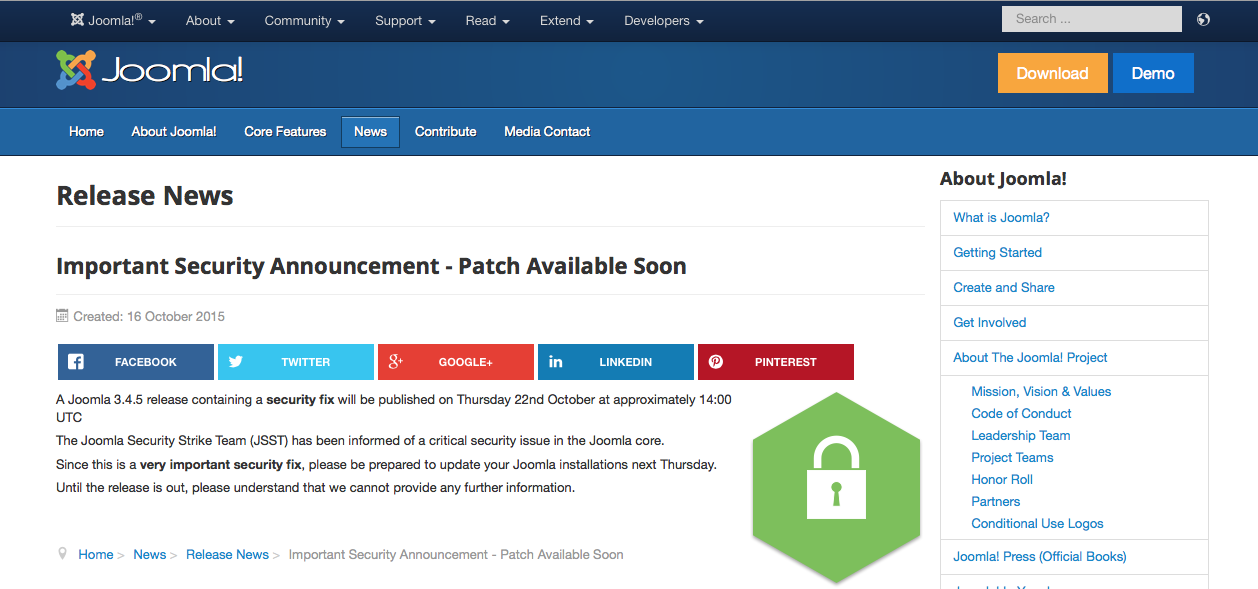 Joomla!® About Community Support Read Extend Developers Search ...
Joomla! Download Demo
Home About Joomla! Core Features News Contribute Media Contact
Release News
Important Security Announcement - Patch Available Soon
Created: 16 October 2015
FACEBOOK TWITTER GOOGLE+ LINKEDIN PINTEREST
A Joomla 3.4.5 release containing a security fix will be published on Thursday 22nd October at approximately 14:00
UTC
The Joomla Security Strike Team (JSST) has been informed of a critical security issue in the Joomla core.
Since this is a very important security fix, please be prepared to update your Joomla installations next Thursday.
Until the release is out, please understand that we cannot provide any further information.
Home > News > Release News > Important Security Announcement - Patch Available Soon
About Joomla!
What is Joomla?
Getting Started
Create and Share
Get Involved
About The Joomla! Project
Mission, Vision & Values
Code of Conduct
Leadership Team
Project Teams
Honor Roll
Partners
Conditional Use Logos
Joomla! Press (Official Books)